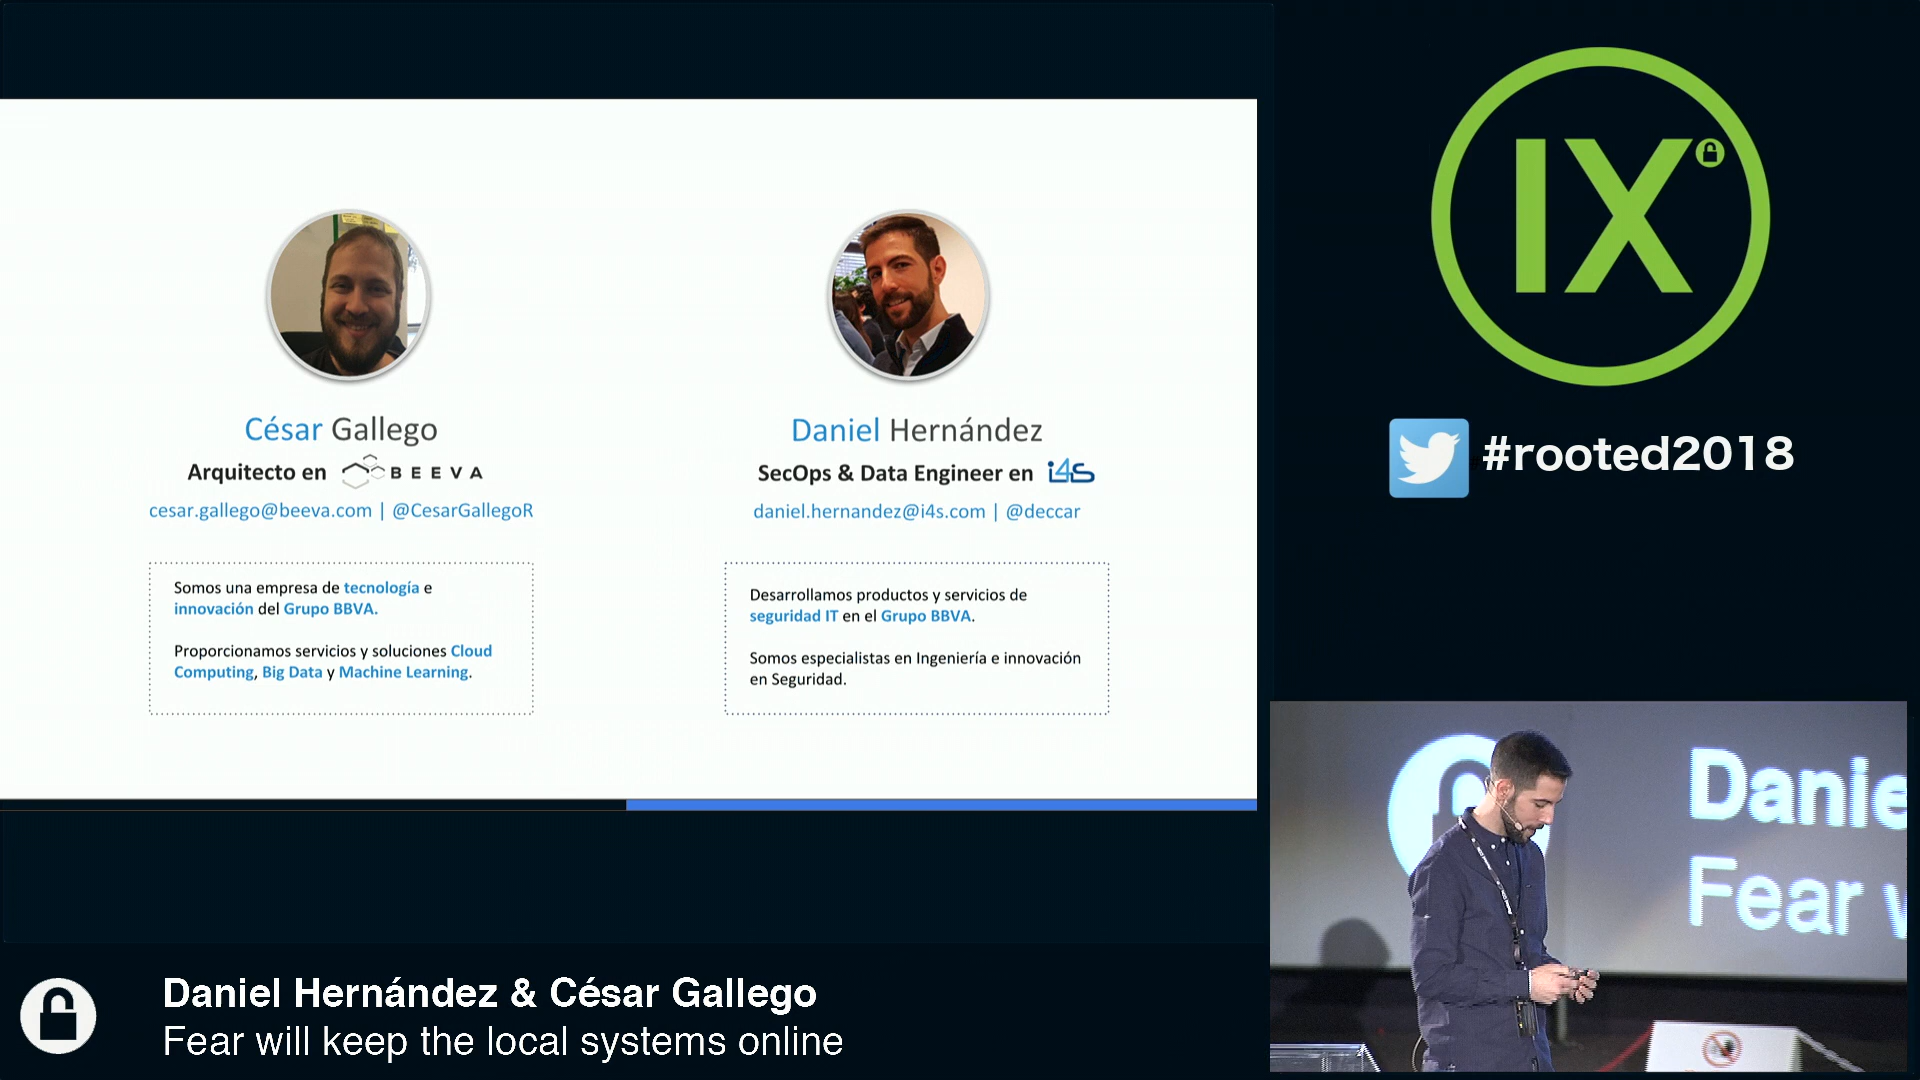 César Gallego
Arquitecto en BEEVA
cesar.gallego@beeva.com | @CesarGallegoR
Somos una empresa de tecnología e
innovación del Grupo BBVA.
Proporcionamos servicios y soluciones Cloud
Computing, Big Data y Machine Learning.
Daniel Hernández
SecOps & Data Engineer en i4s
daniel.hernandez@i4s.com | @deccar
Desarrollamos productos y servicios de
seguridad IT en el Grupo BBVA.
Somos especialistas en Ingeniería e innovación
en Seguridad.
IX
#rooted2018
Danie
Fear w
Daniel Hernández & César Gallego
Fear will keep the local systems online